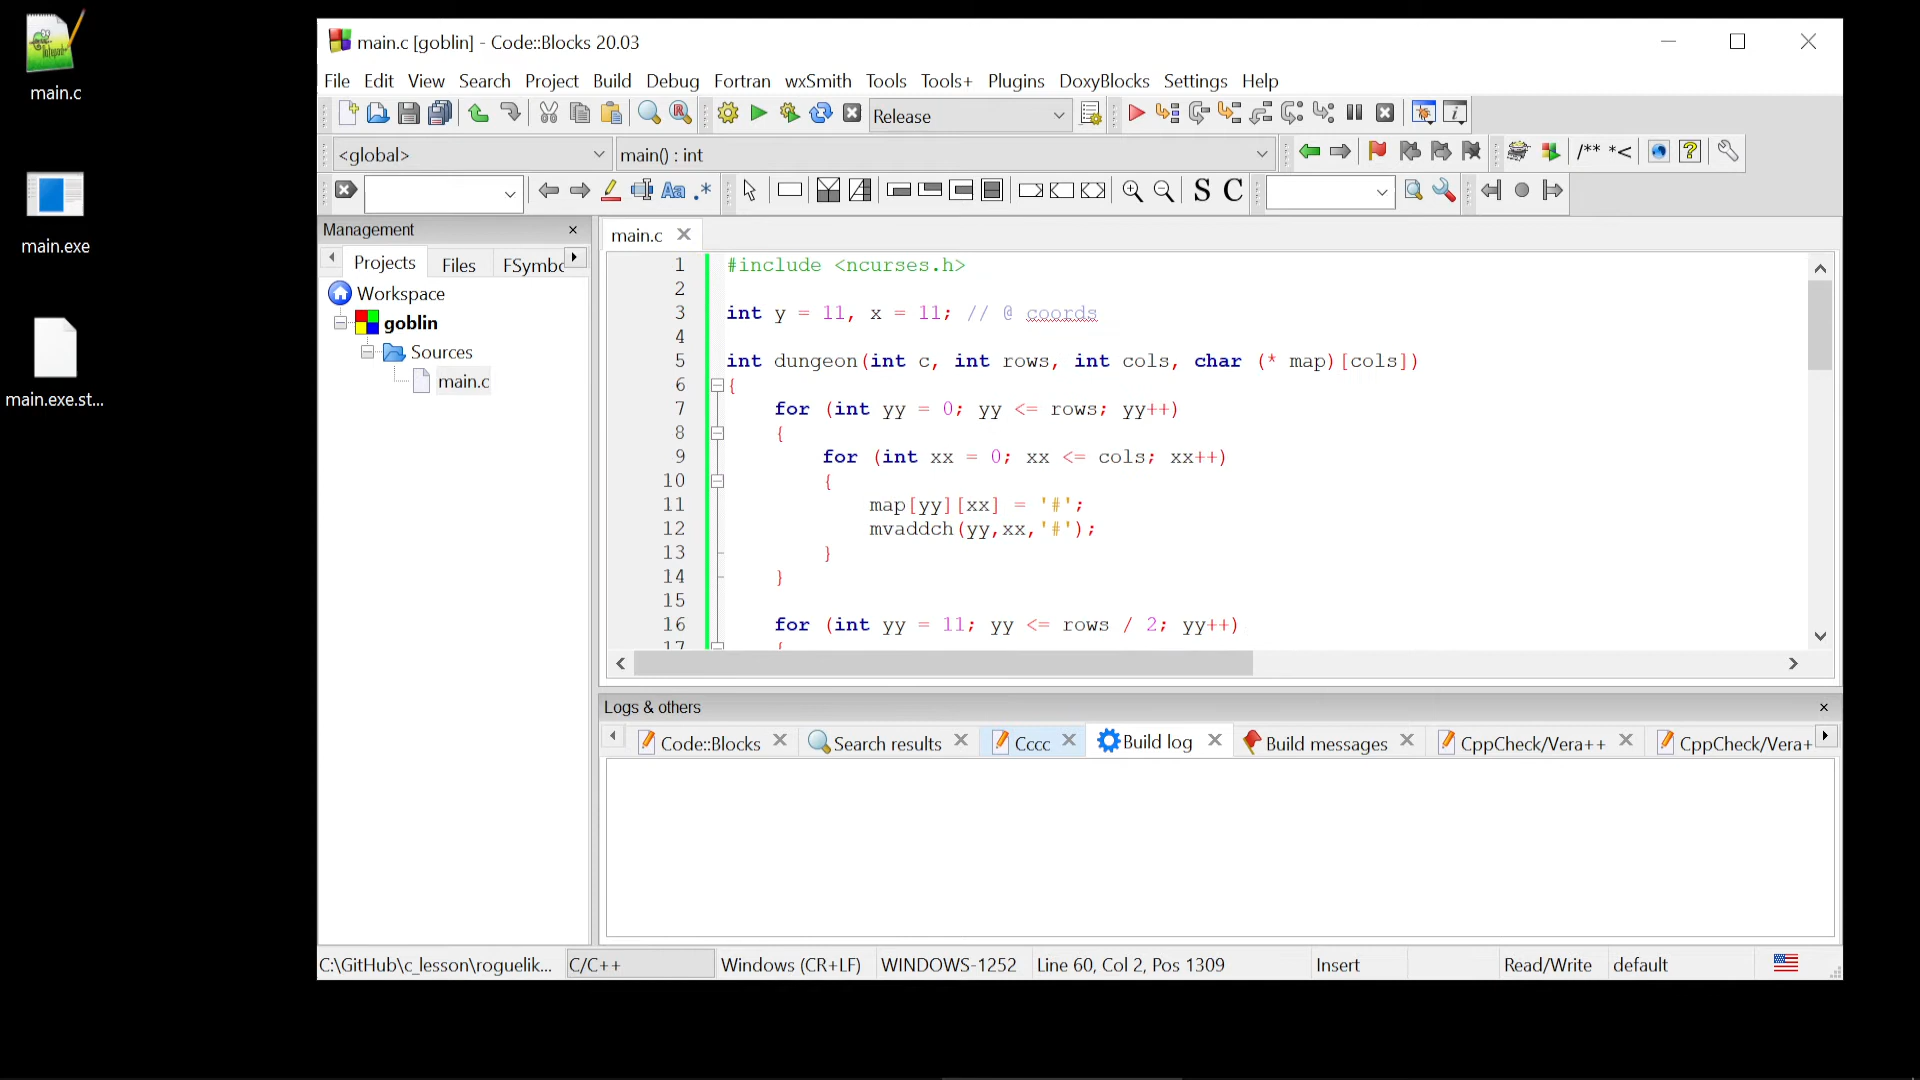 main.c
main.exe
main.exe.st...
main.c [goblin] - Code::Blocks 20.03
File Edit View Search Project Build Debug Fortran wxSmith Tools Tools+ Plugins DoxyBlocks Settings Help
Release
<global> main() : int /** *<
Aa .* S C
Management
Projects Files FSymbo
Workspace
goblin
Sources
main.c
main.c
1 #include <ncurses.h>
2
3 int y = 11, x = 11; // @ coords
4
5 int dungeon(int c, int rows, int cols, char (* map)[cols])
6 {
7 for (int yy = 0; yy <= rows; yy++)
8 {
9 for (int xx = 0; xx <= cols; xx++)
10 {
11 map[yy][xx] = '#';
12 mvaddch(yy,xx,'#');
13 }
14 }
15
16 for (int yy = 11; yy <= rows / 2; yy++)
17 {
Logs & others
Code::Blocks Search results Cccc Build log Build messages CppCheck/Vera++ CppCheck/Vera+
C:\GitHub\c_lesson\roguelik... C/C++ Windows (CR+LF) WINDOWS-1252 Line 60, Col 2, Pos 1309 Insert Read/Write default